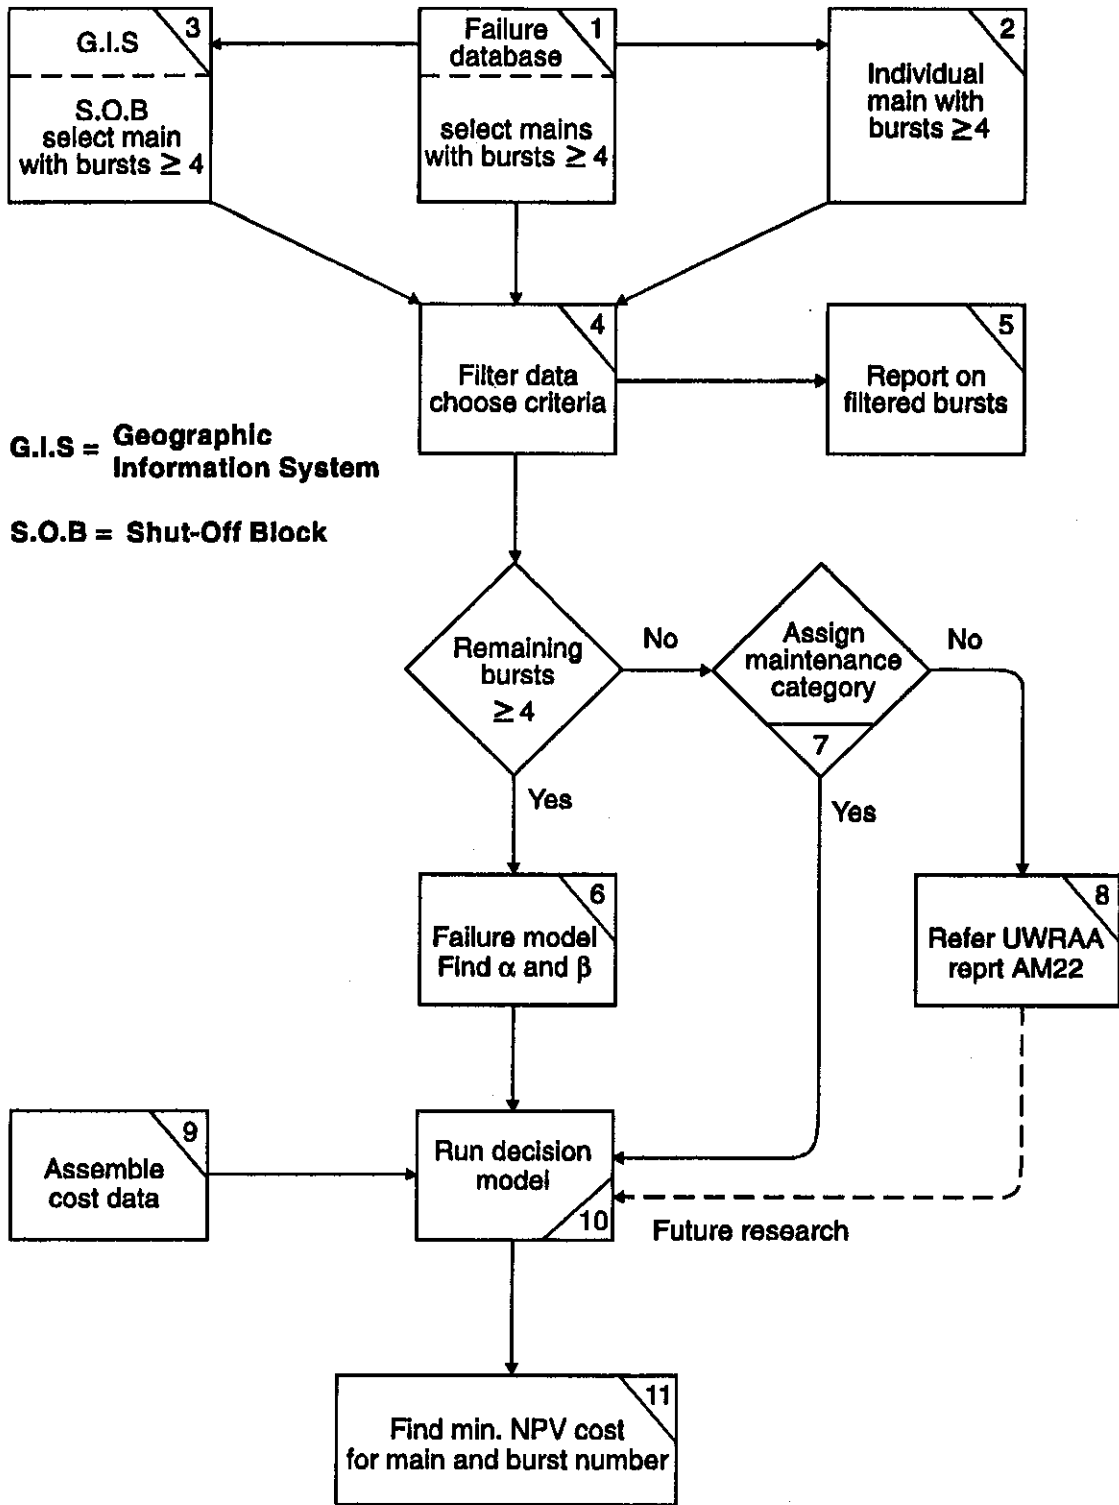 3
G.I.S
S.O.B
select main
with bursts ≥ 4
1
Failure
database
select mains
with bursts ≥ 4
2
Individual
main with
bursts ≥4
4
Filter data
choose criteria
5
Report on
filtered bursts
G.I.S = Geographic
Information System
S.O.B = Shut-Off Block
Remaining
bursts
≥ 4
No
Assign
maintenance
category
7
No
Yes
Yes
6
Failure model
Find α and β
8
Refer UWRAA
reprt AM22
9
Assemble
cost data
Run decision
model
10
Future research
11
Find min. NPV cost
for main and burst number